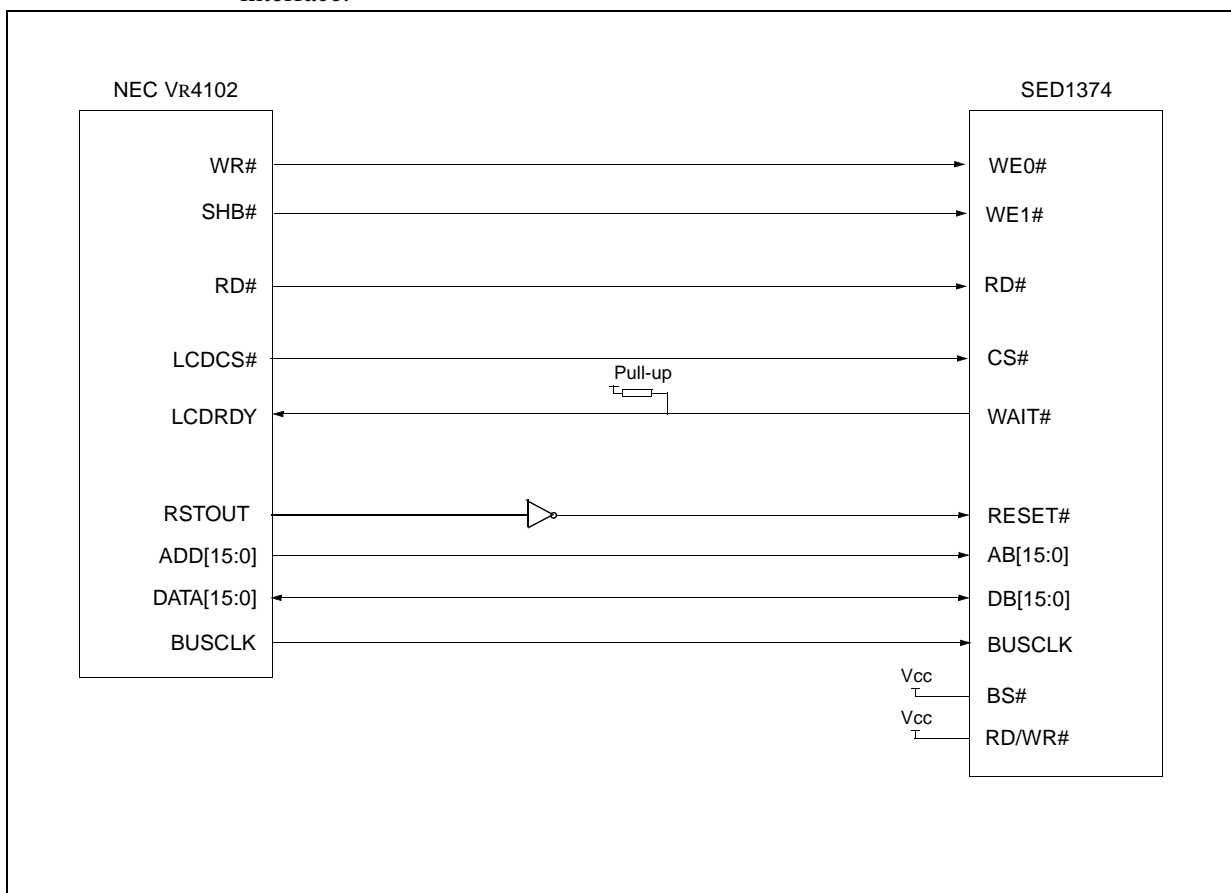 interface.
NEC VR4102
SED1374
WR#
WE0#
SHB#
WE1#
RD#
RD#
LCDCS#
CS#
Pull-up
LCDRDY
WAIT#
RSTOUT
RESET#
ADD[15:0]
AB[15:0]
DATA[15:0]
DB[15:0]
BUSCLK
BUSCLK
Vcc
BS#
Vcc
RD/WR#